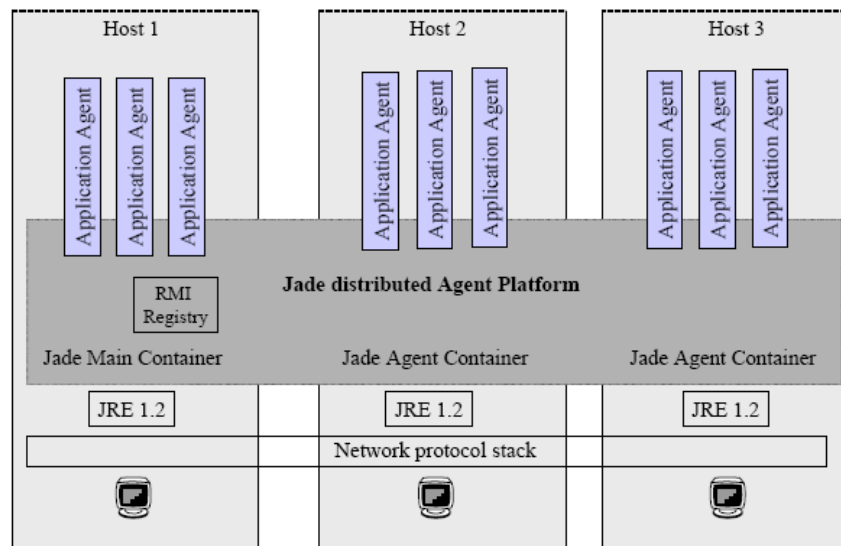 Host 1
Host 2
Host 3
Application Agent
Application Agent
Application Agent
Application Agent
Application Agent
Application Agent
Application Agent
Application Agent
Application Agent
Jade distributed Agent Platform
RMI
Registry
Jade Main Container
Jade Agent Container
Jade Agent Container
JRE 1.2
JRE 1.2
JRE 1.2
Network protocol stack